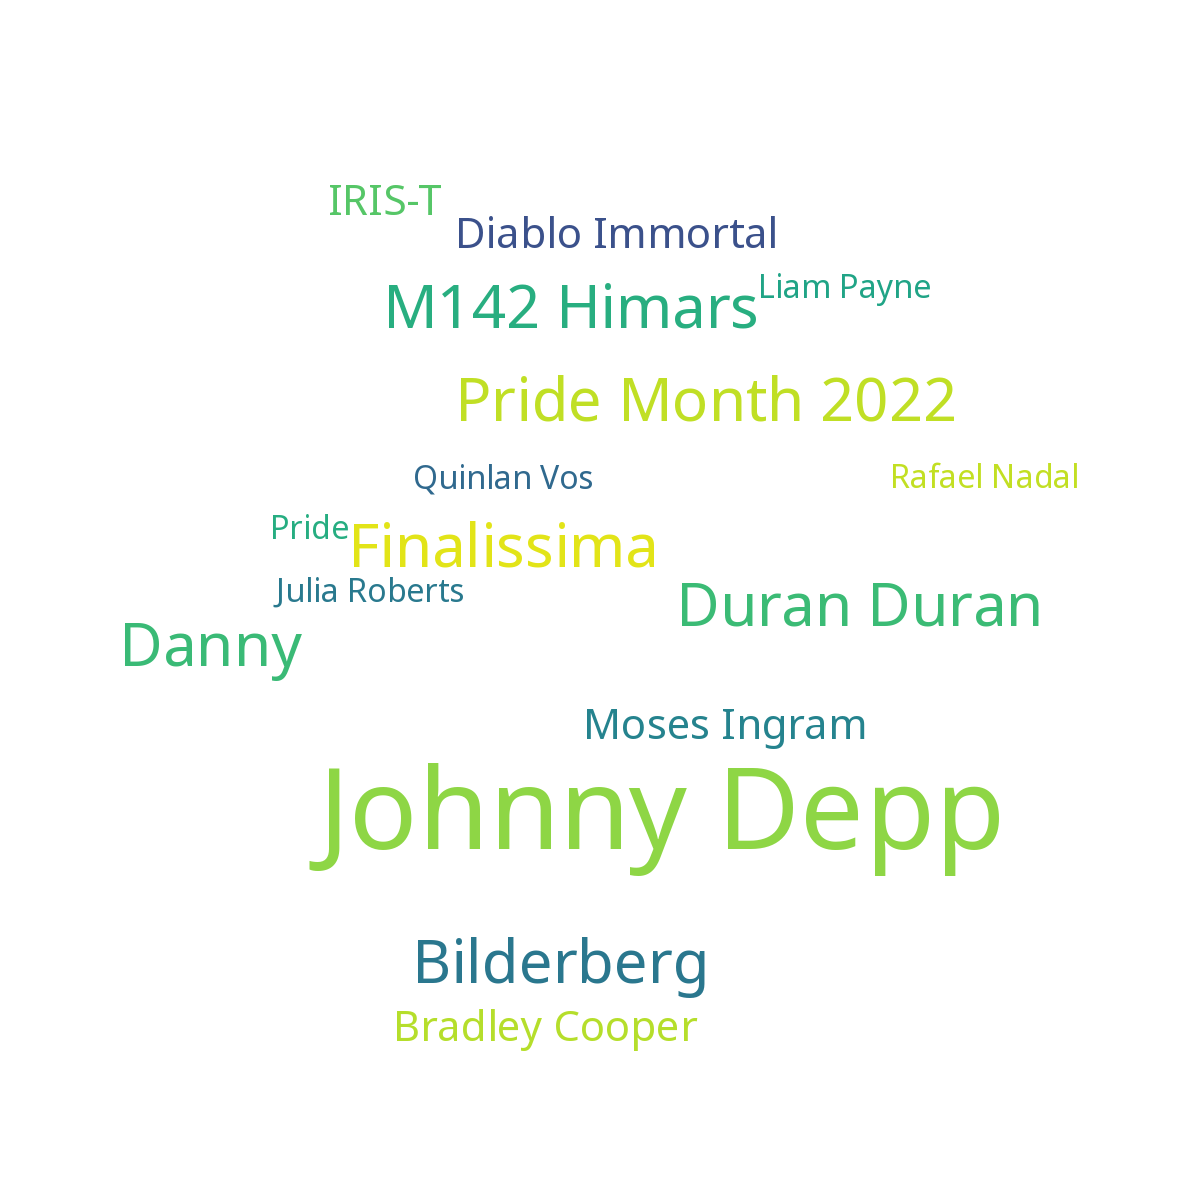 IRIS-T
Diablo Immortal
Liam Payne
M142 Himars
Pride Month 2022
Quinlan Vos
Rafael Nadal
Pride
Finalissima
Julia Roberts
Duran Duran
Danny
Moses Ingram
Johnny Depp
Bilderberg
Bradley Cooper